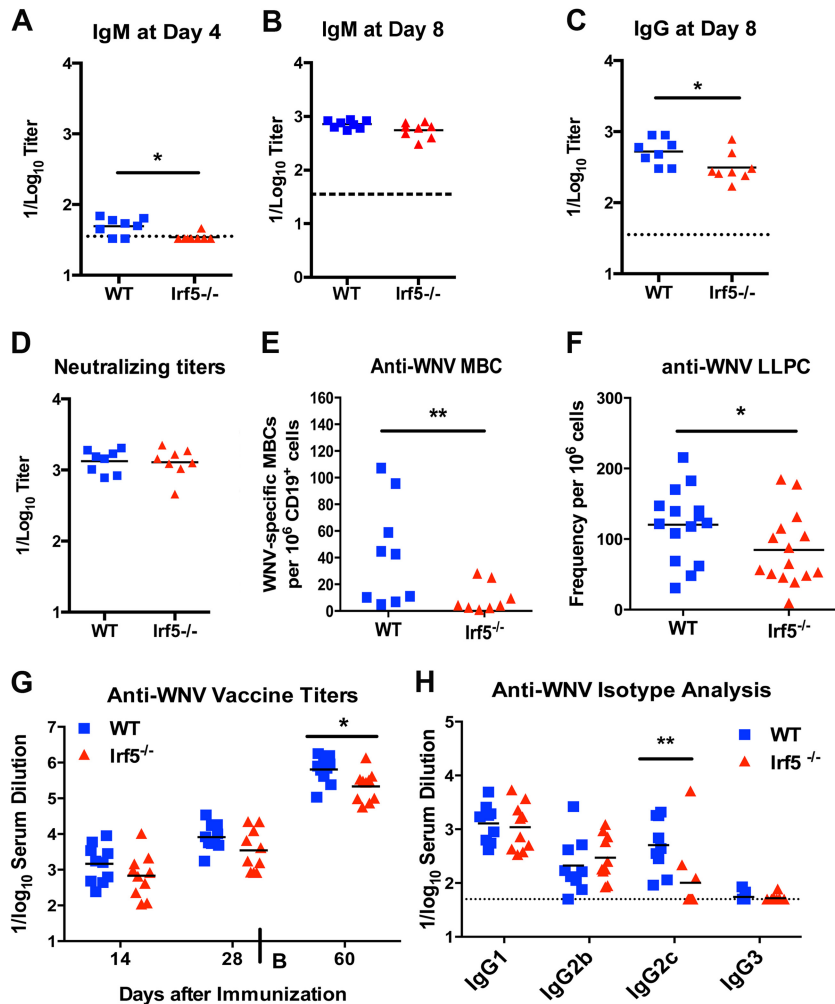 A
IgM at Day 4
1/Log10 Titer
4
3
2
1
*
WT
Irf5-/-
B
IgM at Day 8
1/Log10 Titer
4
3
2
1
0
WT
Irf5-/-
C
IgG at Day 8
1/Log10 Titer
4
3
2
1
*
WT
Irf5-/-
D
Neutralizing titers
1/Log10 Titer
4
3
2
1
WT
Irf5-/-
E
Anti-WNV MBC
WNV-specific MBCs
per 10^6 CD19+ cells
160
140
120
100
80
60
40
20
0
**
WT
Irf5-/-
F
anti-WNV LLPC
Frequency per 10^6 cells
300
200
100
0
*
WT
Irf5-/-
G
Anti-WNV Vaccine Titers
WT
Irf5-/-
1/log10 Serum Dilution
7
6
5
4
3
2
1
*
14
28
B
60
Days after Immunization
H
Anti-WNV Isotype Analysis
WT
Irf5 -/-
1/log10 Serum Dilution
5
4
3
2
1
**
IgG1
IgG2b
IgG2c
IgG3